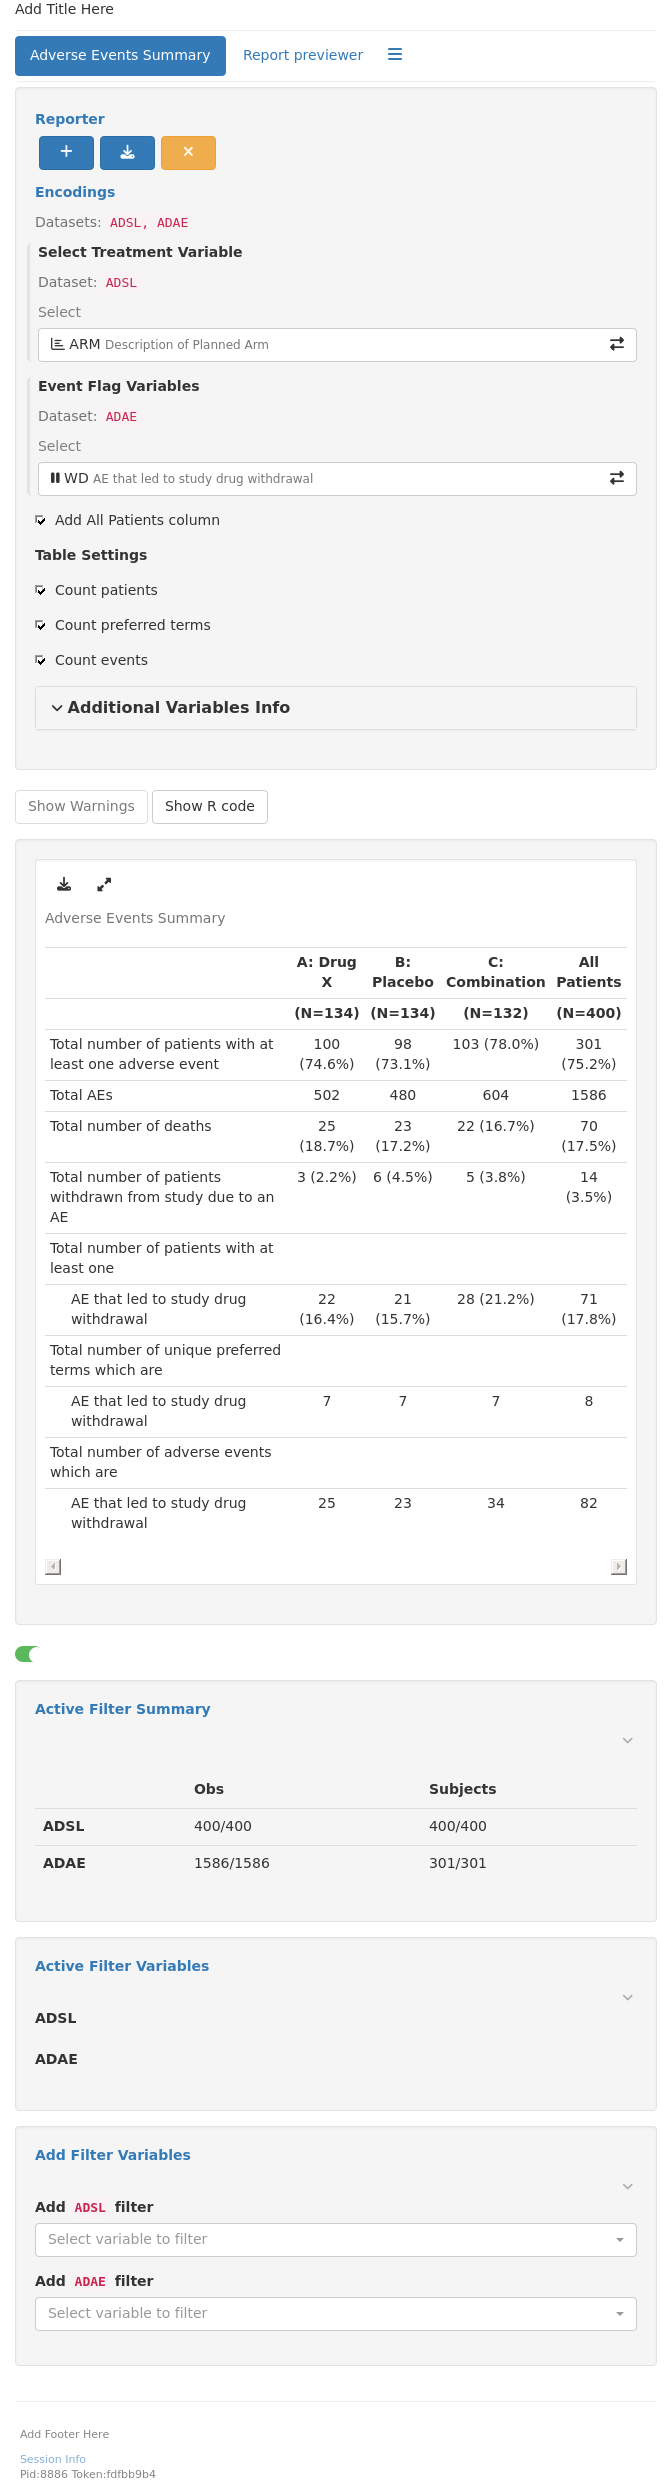 Add Title Here
Adverse Events Summary Report previewer
Reporter
Encodings
Datasets: ADSL, ADAE
Select Treatment Variable
Dataset: ADSL
Select
ARM Description of Planned Arm
Event Flag Variables
Dataset: ADAE
Select
WD AE that led to study drug withdrawal
Add All Patients column
Table Settings
Count patients
Count preferred terms
Count events
Additional Variables Info
Show Warnings Show R code
Adverse Events Summary
A: Drug B: C: All
X Placebo Combination Patients
(N=134) (N=134) (N=132) (N=400)
Total number of patients with at 100 98 103 (78.0%) 301
least one adverse event (74.6%) (73.1%) (75.2%)
Total AEs 502 480 604 1586
Total number of deaths 25 23 22 (16.7%) 70
(18.7%) (17.2%) (17.5%)
Total number of patients 3 (2.2%) 6 (4.5%) 5 (3.8%) 14
withdrawn from study due to an (3.5%)
AE
Total number of patients with at
least one
AE that led to study drug 22 21 28 (21.2%) 71
withdrawal (16.4%) (15.7%) (17.8%)
Total number of unique preferred
terms which are
AE that led to study drug 7 7 7 8
withdrawal
Total number of adverse events
which are
AE that led to study drug 25 23 34 82
withdrawal
Active Filter Summary
Obs Subjects
ADSL 400/400 400/400
ADAE 1586/1586 301/301
Active Filter Variables
ADSL
ADAE
Add Filter Variables
Add ADSL filter
Select variable to filter
Add ADAE filter
Select variable to filter
Add Footer Here
Session Info
Pid:8886 Token:fdfbb9b4